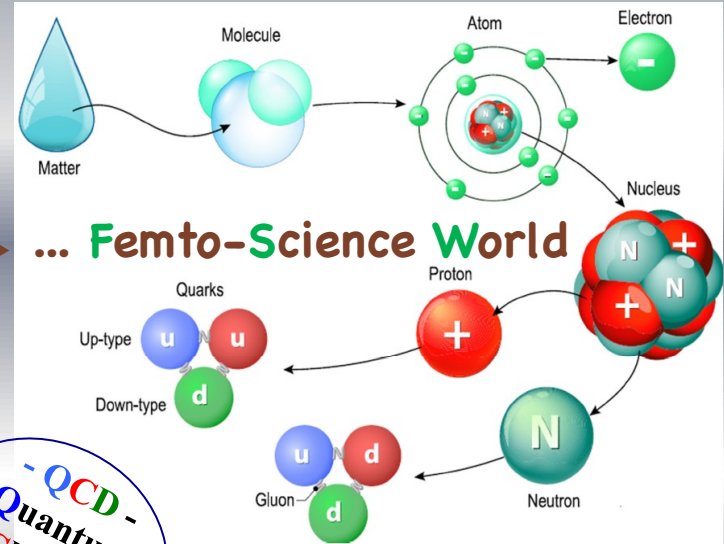 Molecule
Atom
Electron
-
Matter
N
N
+
+
Nucleus
... Femto-Science World
N
+
N
+
Proton
+
Quarks
Up-type
u
u
Down-type
d
N
Neutron
u
d
Gluon
d
- QCD -